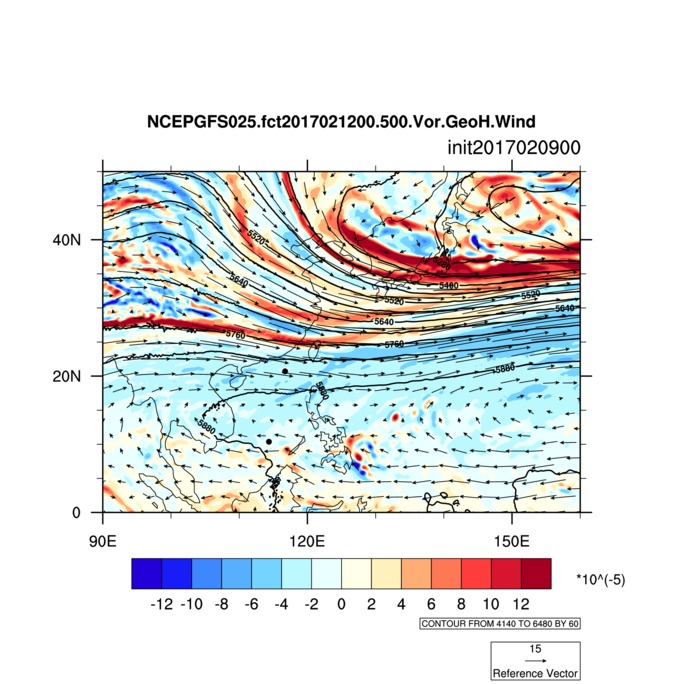 NCEPGFS025.fct2017021200.500.Vor.GeoH.Wind
init2017020900
40N
20N
0
90E 120E 150E
5520
5640
5760
5400
5520
5520
5640
5640
5760
5880
5880
5880
-12 -10 -8 -6 -4 -2 0 2 4 6 8 10 12
*10^(-5)
CONTOUR FROM 4140 TO 6480 BY 60
15
Reference Vector